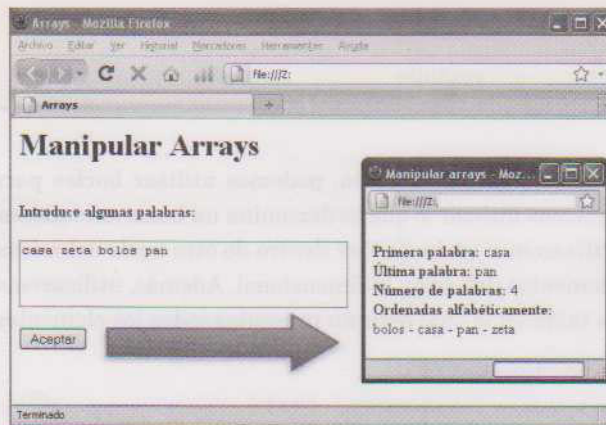 Arrays - Mozilla Firefox
Archivo Editar Ver Historial Marcadores Herramientas Ayuda
file:///Z:
Arrays
Manipular Arrays
Introduce algunas palabras:
casa zeta bolos pan
Aceptar
Terminado
Manipular arrays - Moz...
file:///Z:
Primera palabra: casa
Última palabra: pan
Número de palabras: 4
Ordenadas alfabéticamente:
bolos - casa - pan - zeta